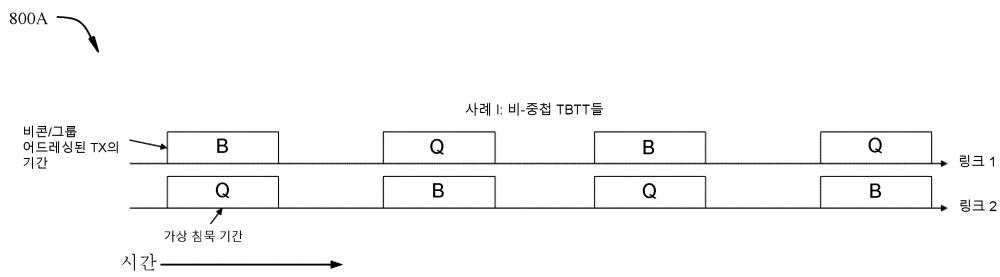 800A
사례 I: 비-중첩 TBTT들
비콘/그룹
어드레싱된 TX의
기간
B
Q
B
Q
링크 1
Q
B
Q
B
링크 2
가상 침묵 기간
시간